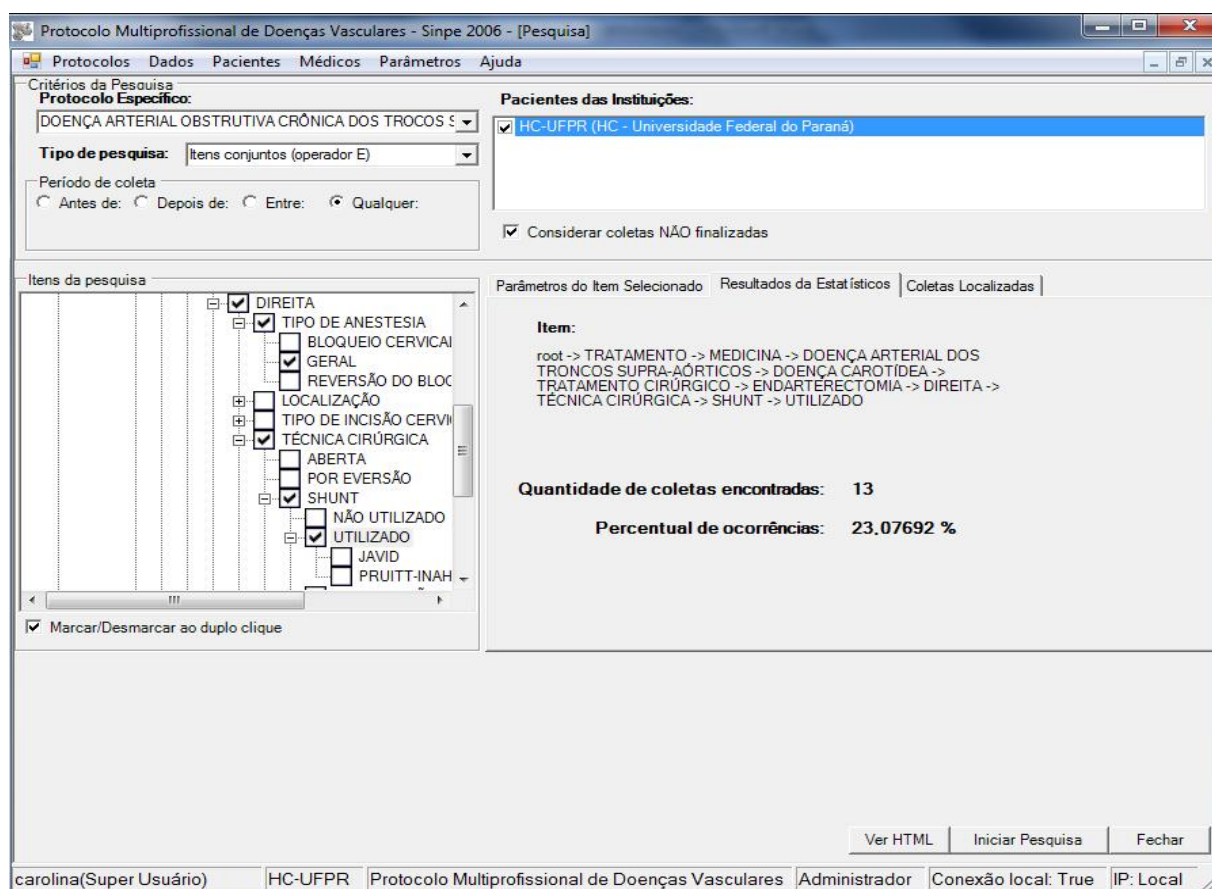 Protocolo Multiprofissional de Doenças Vasculares - Sinpe 2006 - [Pesquisa]
Protocolos Dados Pacientes Médicos Parâmetros Ajuda
Critérios da Pesquisa
Protocolo Específico:
DOENÇA ARTERIAL OBSTRUTIVA CRÔNICA DOS TROCOS S
Tipo de pesquisa: Itens conjuntos (operador E)
Período de coleta
Antes de: Depois de: Entre: Qualquer:
Pacientes das Instituições:
HC-UFPR (HC - Universidade Federal do Paraná)
Considerar coletas NÃO finalizadas
Itens da pesquisa
DIREITA
TIPO DE ANESTESIA
BLOQUEIO CERVICAL
GERAL
REVERSÃO DO BLOC
LOCALIZAÇÃO
TIPO DE INCISÃO CERVI
TÉCNICA CIRÚRGICA
ABERTA
POR EVERSÃO
SHUNT
NÃO UTILIZADO
UTILIZADO
JAVID
PRUITT-INAH
Marcar/Desmarcar ao duplo clique
Parâmetros do Item Selecionado Resultados da Estatísticos Coletas Localizadas
Item:
root -> TRATAMENTO -> MEDICINA -> DOENÇA ARTERIAL DOS
TRONCOS SUPRA-AÓRTICOS -> DOENÇA CAROTÍDEA ->
TRATAMENTO CIRÚRGICO -> ENDARTERECTOMIA -> DIREITA ->
TÉCNICA CIRÚRGICA -> SHUNT -> UTILIZADO
Quantidade de coletas encontradas: 13
Percentual de ocorrências: 23,07692 %
Ver HTML Iniciar Pesquisa Fechar
carolina(Super Usuário) HC-UFPR Protocolo Multiprofissional de Doenças Vasculares Administrador Conexão local: True IP: Local